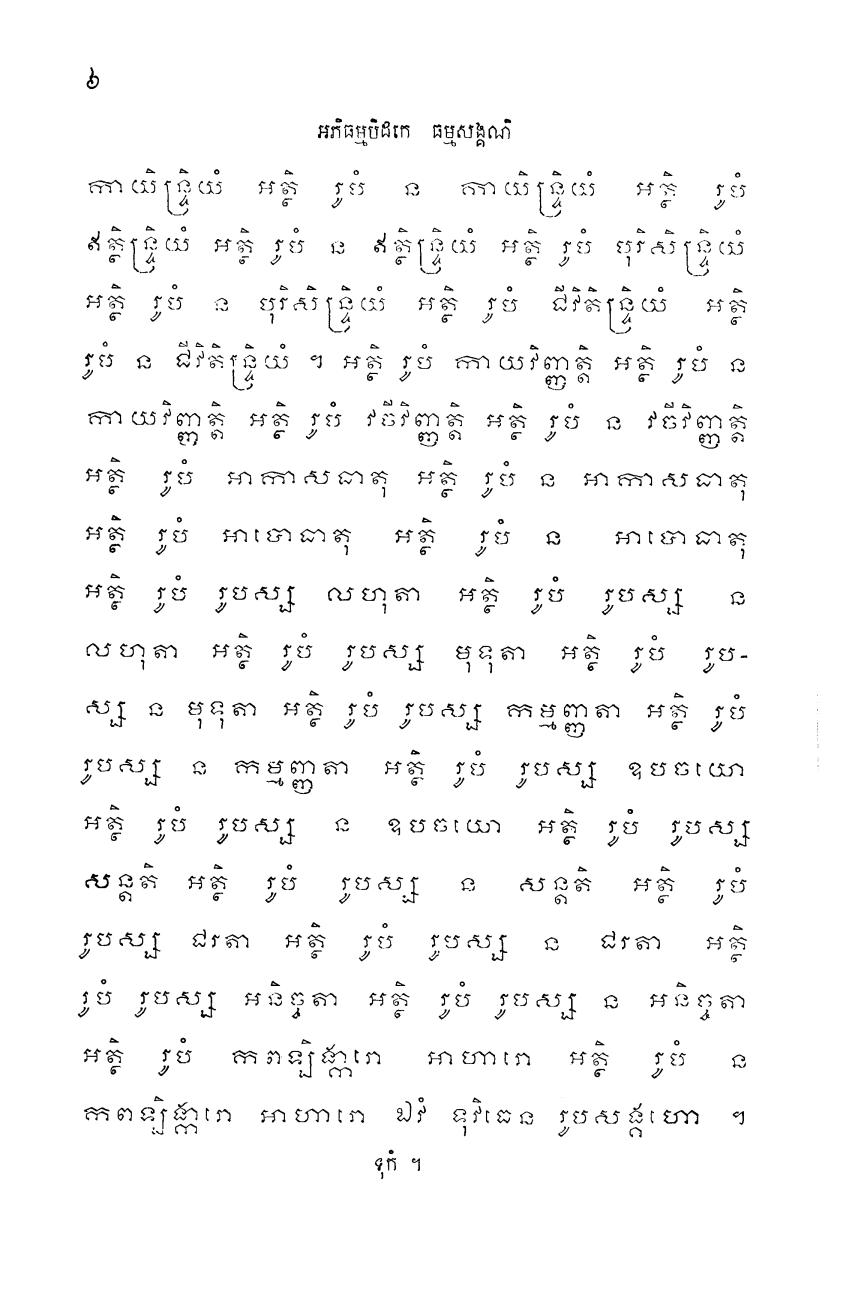 ៦
អភិធម្មបិដកេ ធម្មសង្គណិ
កាយិន្ទ្រិយំ អត្ថិ រូបំ ន កាយិន្ទ្រិយំ អត្ថិ រូបំ
ឥត្ថិន្ទ្រិយំ អត្ថិ រូបំ ន ឥត្ថិន្ទ្រិយំ អត្ថិ រូបំ បុរិសិន្ទ្រិយំ
អត្ថិ រូបំ ន បុរិសិន្ទ្រិយំ អត្ថិ រូបំ ជីវិតិន្ទ្រិយំ អត្ថិ
រូបំ ន ជីវិតិន្ទ្រិយំ ។ អត្ថិ រូបំ កាយវិញ្ញត្តិ អត្ថិ រូបំ ន
កាយវិញ្ញត្តិ អត្ថិ រូបំ វចីវិញ្ញត្តិ អត្ថិ រូបំ ន វចីវិញ្ញត្តិ
អត្ថិ រូបំ អាកាសធាតុ អត្ថិ រូបំ ន អាកាសធាតុ
អត្ថិ រូបំ អាបោធាតុ អត្ថិ រូបំ ន អាបោធាតុ
អត្ថិ រូបំ រូបស្ស លហុតា អត្ថិ រូបំ រូបស្ស ន
លហុតា អត្ថិ រូបំ រូបស្ស មុទុតា អត្ថិ រូបំ រូប-
ស្ស ន មុទុតា អត្ថិ រូបំ រូបស្ស កម្មញ្ញតា អត្ថិ រូបំ
រូបស្ស ន កម្មញ្ញតា អត្ថិ រូបំ រូបស្ស ឧបចយោ
អត្ថិ រូបំ រូបស្ស ន ឧបចយោ អត្ថិ រូបំ រូបស្ស
សន្តតិ អត្ថិ រូបំ រូបស្ស ន សន្តតិ អត្ថិ រូបំ
រូបស្ស ជរតា អត្ថិ រូបំ រូបស្ស ន ជរតា អត្ថិ
រូបំ រូបស្ស អនិច្ចតា អត្ថិ រូបំ រូបស្ស ន អនិច្ចតា
អត្ថិ រូបំ កពឡិង្ការោ អាហារោ អត្ថិ រូបំ ន
កពឡិង្ការោ អាហារោ ឯវំ ទុវិធេន រូបសង្គហោ ។
ទុកំ ។